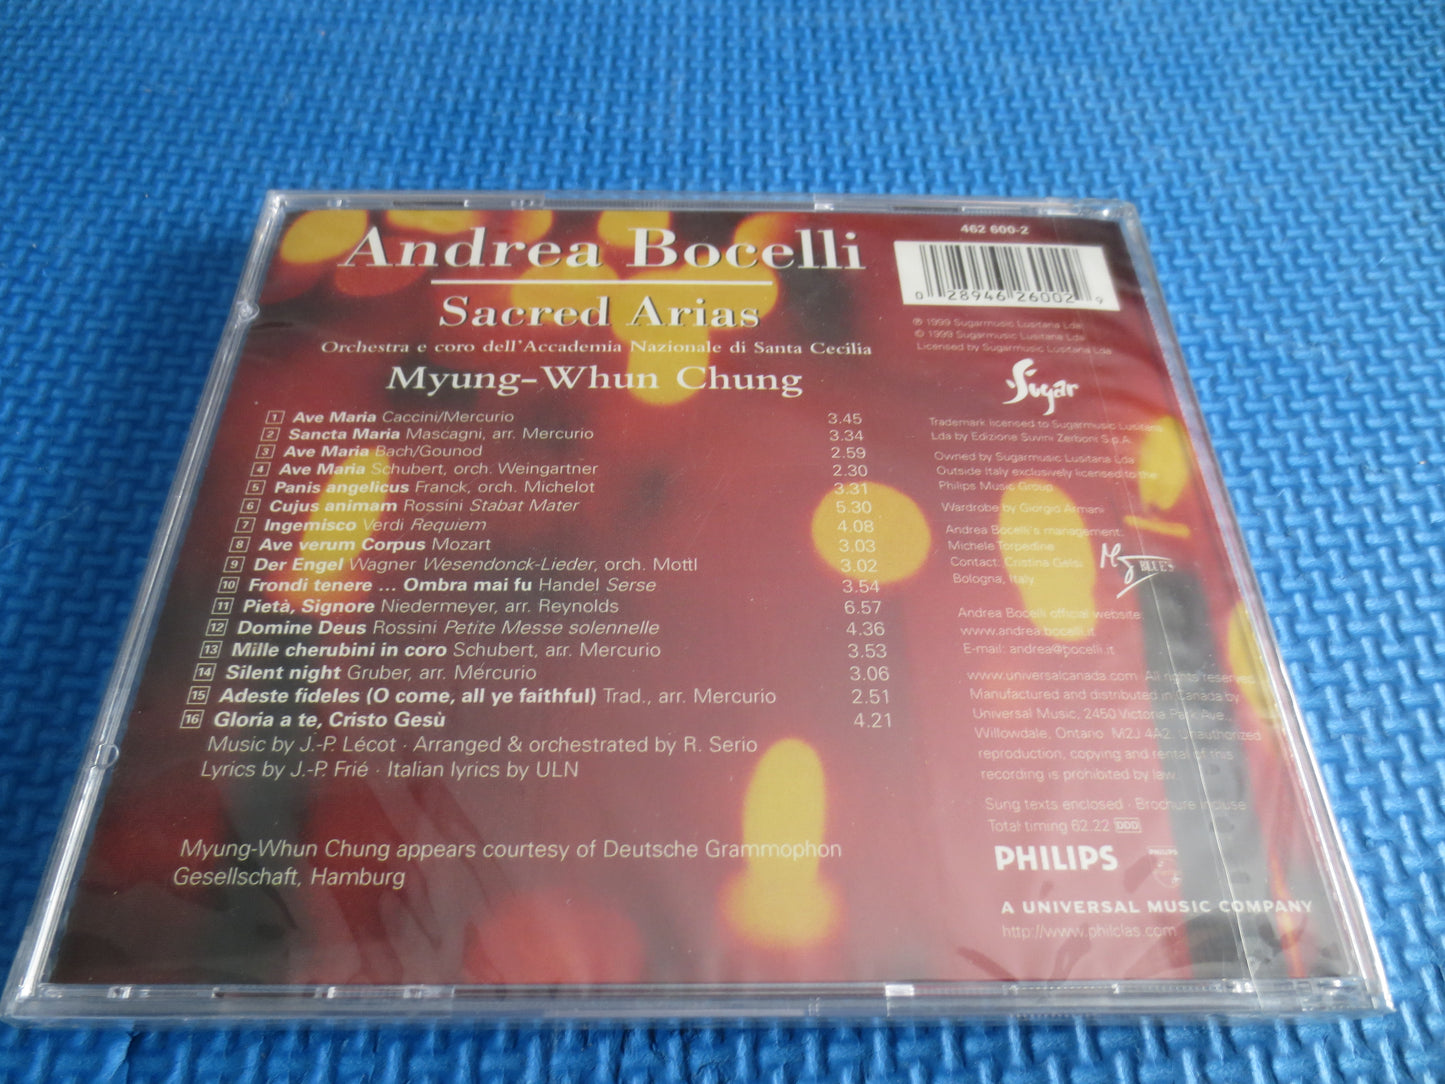 Andrea Bocelli
Sacred Arias
Orchestra e coro dell'Accademia Nazionale di Santa Cecilia
Myung-Whun Chung
1 Ave Maria Caccini/Mercurio 3.45
2 Sancta Maria Mascagni, arr. Mercurio 3.34
3 Ave Maria Bach/Gounod 2.59
4 Ave Maria Schubert, orch. Weingartner 2.30
5 Panis angelicus Franck, orch. Michelot 3.31
6 Cujus animam Rossini Stabat Mater 5.30
7 Ingemisco Verdi Requiem 4.08
8 Ave verum Corpus Mozart 3.03
9 Der Engel Wagner Wesendonck-Lieder, orch. Mottl 3.02
10 Frondi tenere ... Ombra mai fu Handel Serse 3.54
11 Pietà, Signore Niedermeyer, arr. Reynolds 6.57
12 Domine Deus Rossini Petite Messe solennelle 4.36
13 Mille cherubini in coro Schubert, arr. Mercurio 3.53
14 Silent night Gruber, arr. Mercurio 3.06
15 Adeste fideles (O come, all ye faithful) Trad., arr. Mercurio 2.51
16 Gloria a te, Cristo Gesù 4.21
Music by J.-P. Lécot · Arranged & orchestrated by R. Serio
Lyrics by J.-P. Frié · Italian lyrics by ULN
Myung-Whun Chung appears courtesy of Deutsche Grammophon
Gesellschaft, Hamburg
462 600-2
0 28946 26002 9
℗ 1999 Sugarmusic Lusitana Lda
© 1999 Sugarmusic Lusitana Lda
Licensed by Sugarmusic Lusitana Lda
Sugar
Trademark licensed to Sugarmusic Lusitana
Lda by Edizione Suvini Zerboni S.p.A.
Owned by Sugarmusic Lusitana Lda
Outside Italy exclusively licensed to the
Philips Music Group
Wardrobe by Giorgio Armani
Andrea Bocelli's management:
Michele Torpedine
Contact: Cristina Gelsi
Bologna, Italy
BLUE
Andrea Bocelli official website
www.andrea.bocelli.it
E-mail: andrea@bocelli.it
www.universalcanada.com All rights reserved
Manufactured and distributed in Canada by
Universal Music, 2450 Victoria Park Ave.,
Willowdale, Ontario M2J 4A2. Unauthorized
reproduction, copying and rental of this
recording is prohibited by law.
Sung texts enclosed · Brochure incluse
Total timing 62.22 DDD
PHILIPS
PHILIPS
A UNIVERSAL MUSIC COMPANY
http://www.philclas.com